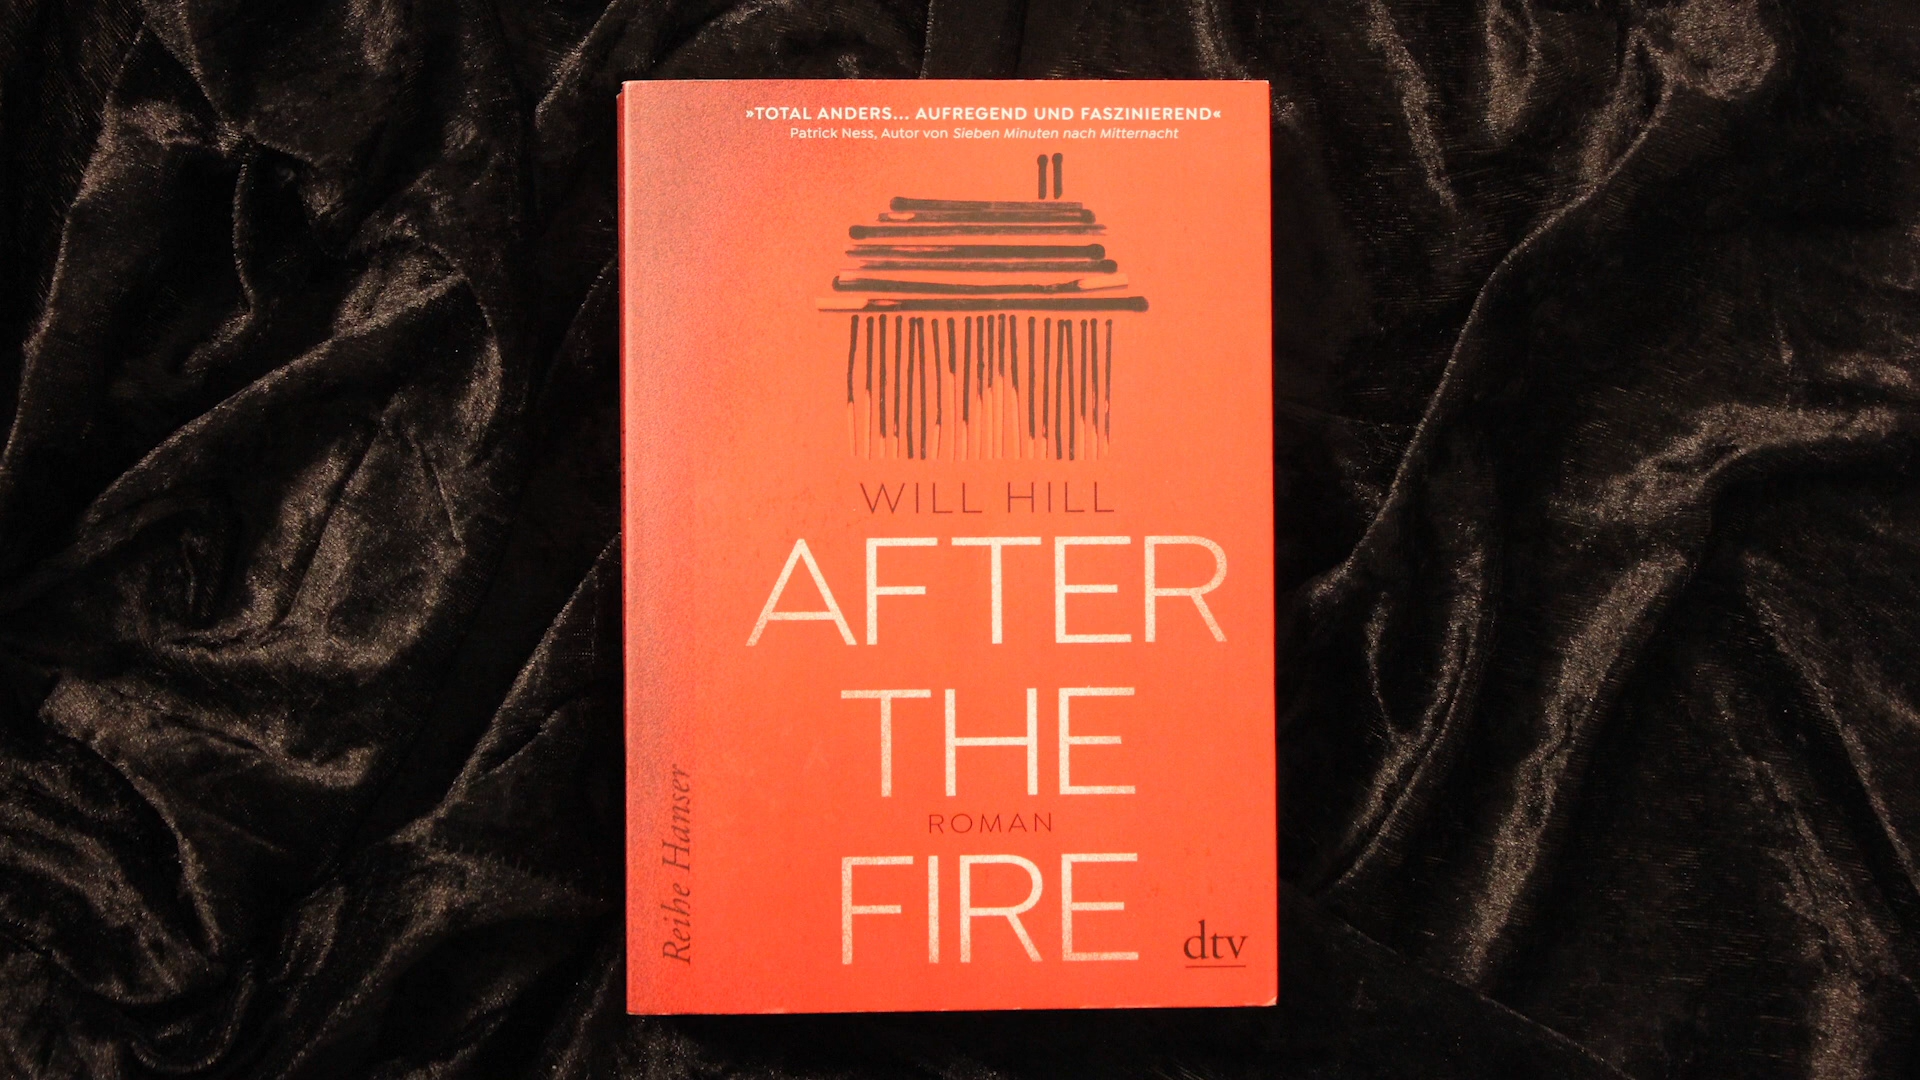 »TOTAL ANDERS... AUFREGEND UND FASZINIEREND«
Patrick Ness, Autor von Sieben Minuten nach Mitternacht
WILL HILL
AFTER
THE
ROMAN
FIRE
Reihe Hanser
dtv